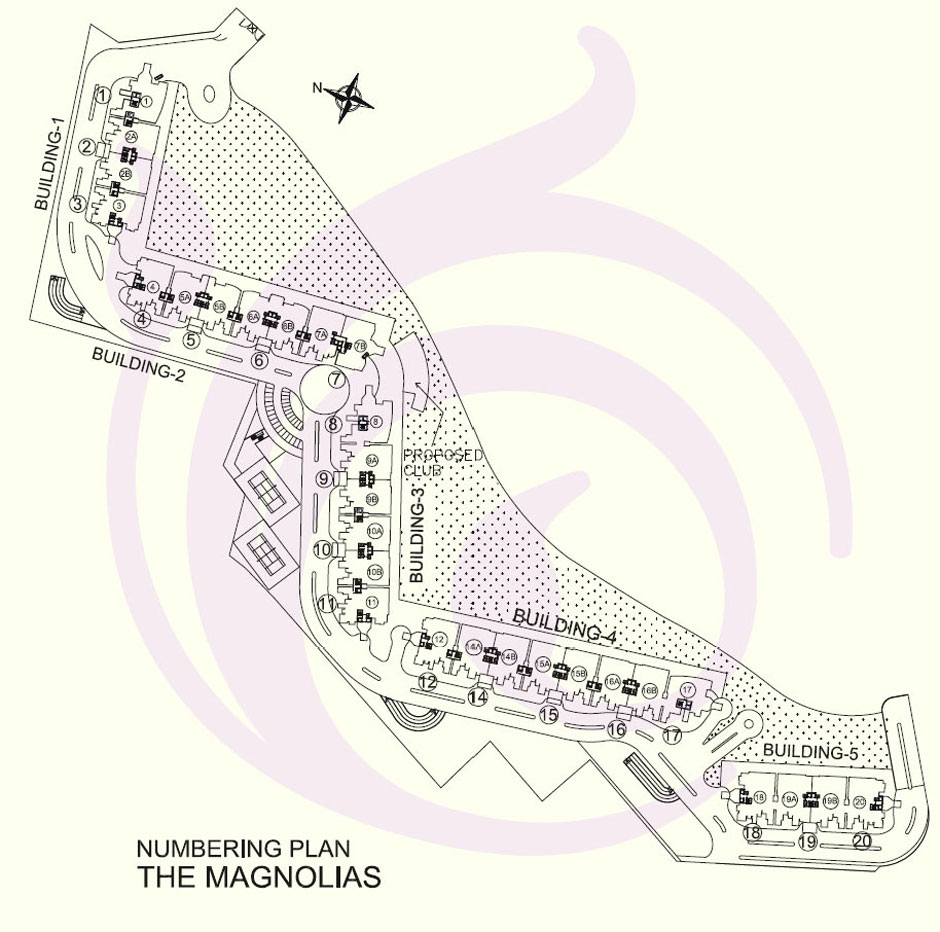 N
BUILDING-1
1
1
2A
2
2B
3
3
4
5A
5B
6A
6B
7A
7B
4
5
6
7
BUILDING-2
8
8
PROPOSED
CLUB
9A
9
9B
BUILDING-3
10A
10
10B
11
11
BUILDING-4
12
14A
14B
15A
15B
16A
16B
17
12
14
15
16
17
BUILDING-5
18
19A
19B
20
18
19
20
NUMBERING PLAN
THE MAGNOLIAS